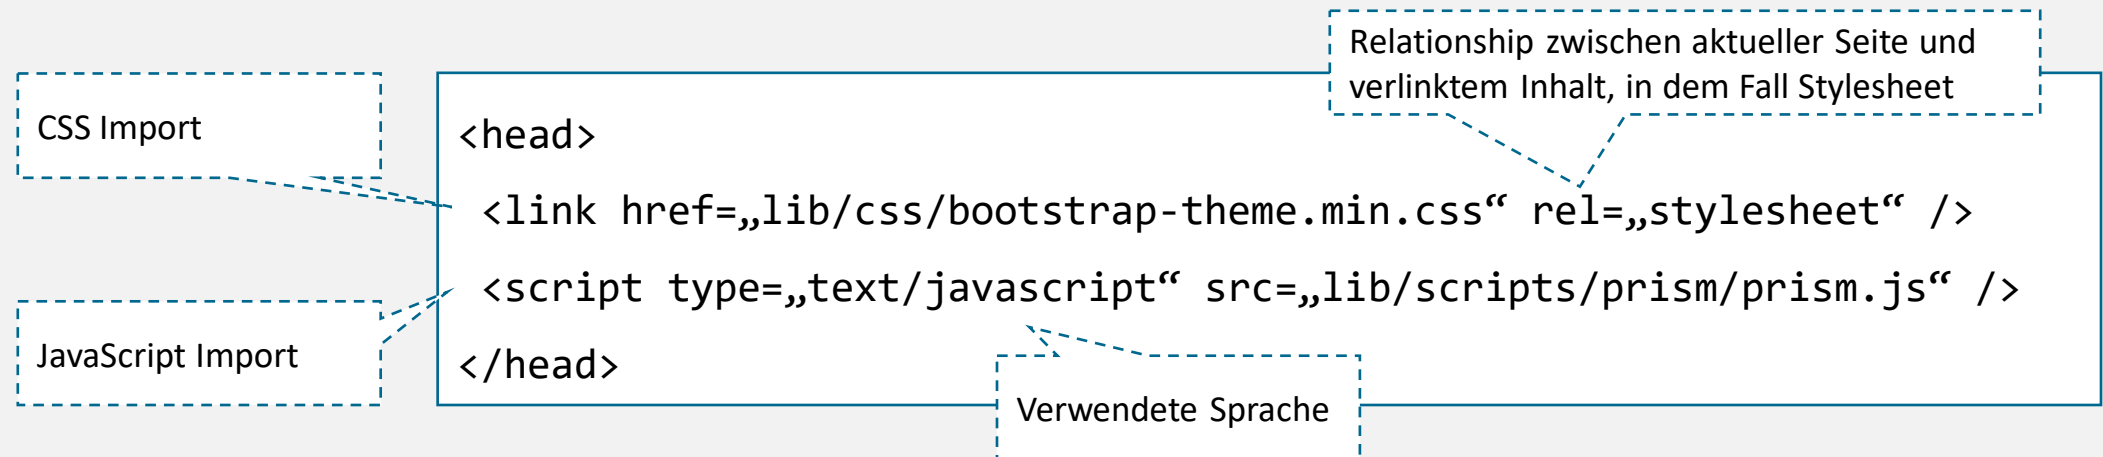 Relationship zwischen aktueller Seite und
verlinktem Inhalt, in dem Fall Stylesheet
CSS Import
<head>
<link href=„lib/css/bootstrap-theme.min.css“ rel=„stylesheet“ />
<script type=„text/javascript“ src=„lib/scripts/prism/prism.js“ />
JavaScript Import
</head>
Verwendete Sprache